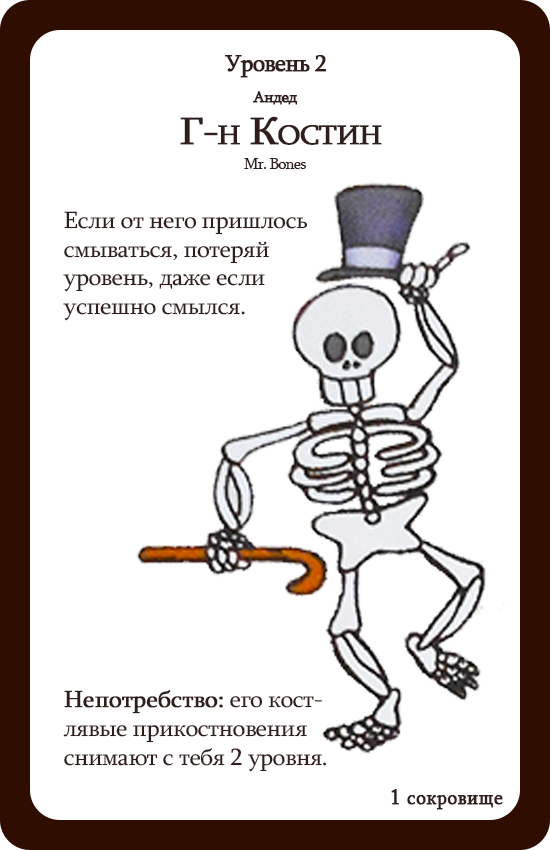 Уровень 2
Андед
Г-н Костин
Mr. Bones
Если от него пришлось
смываться, потеряй
уровень, даже если
успешно смылся.
Непотребство: его кост-
лявые прикостновения
снимают с тебя 2 уровня.
1 сокровище